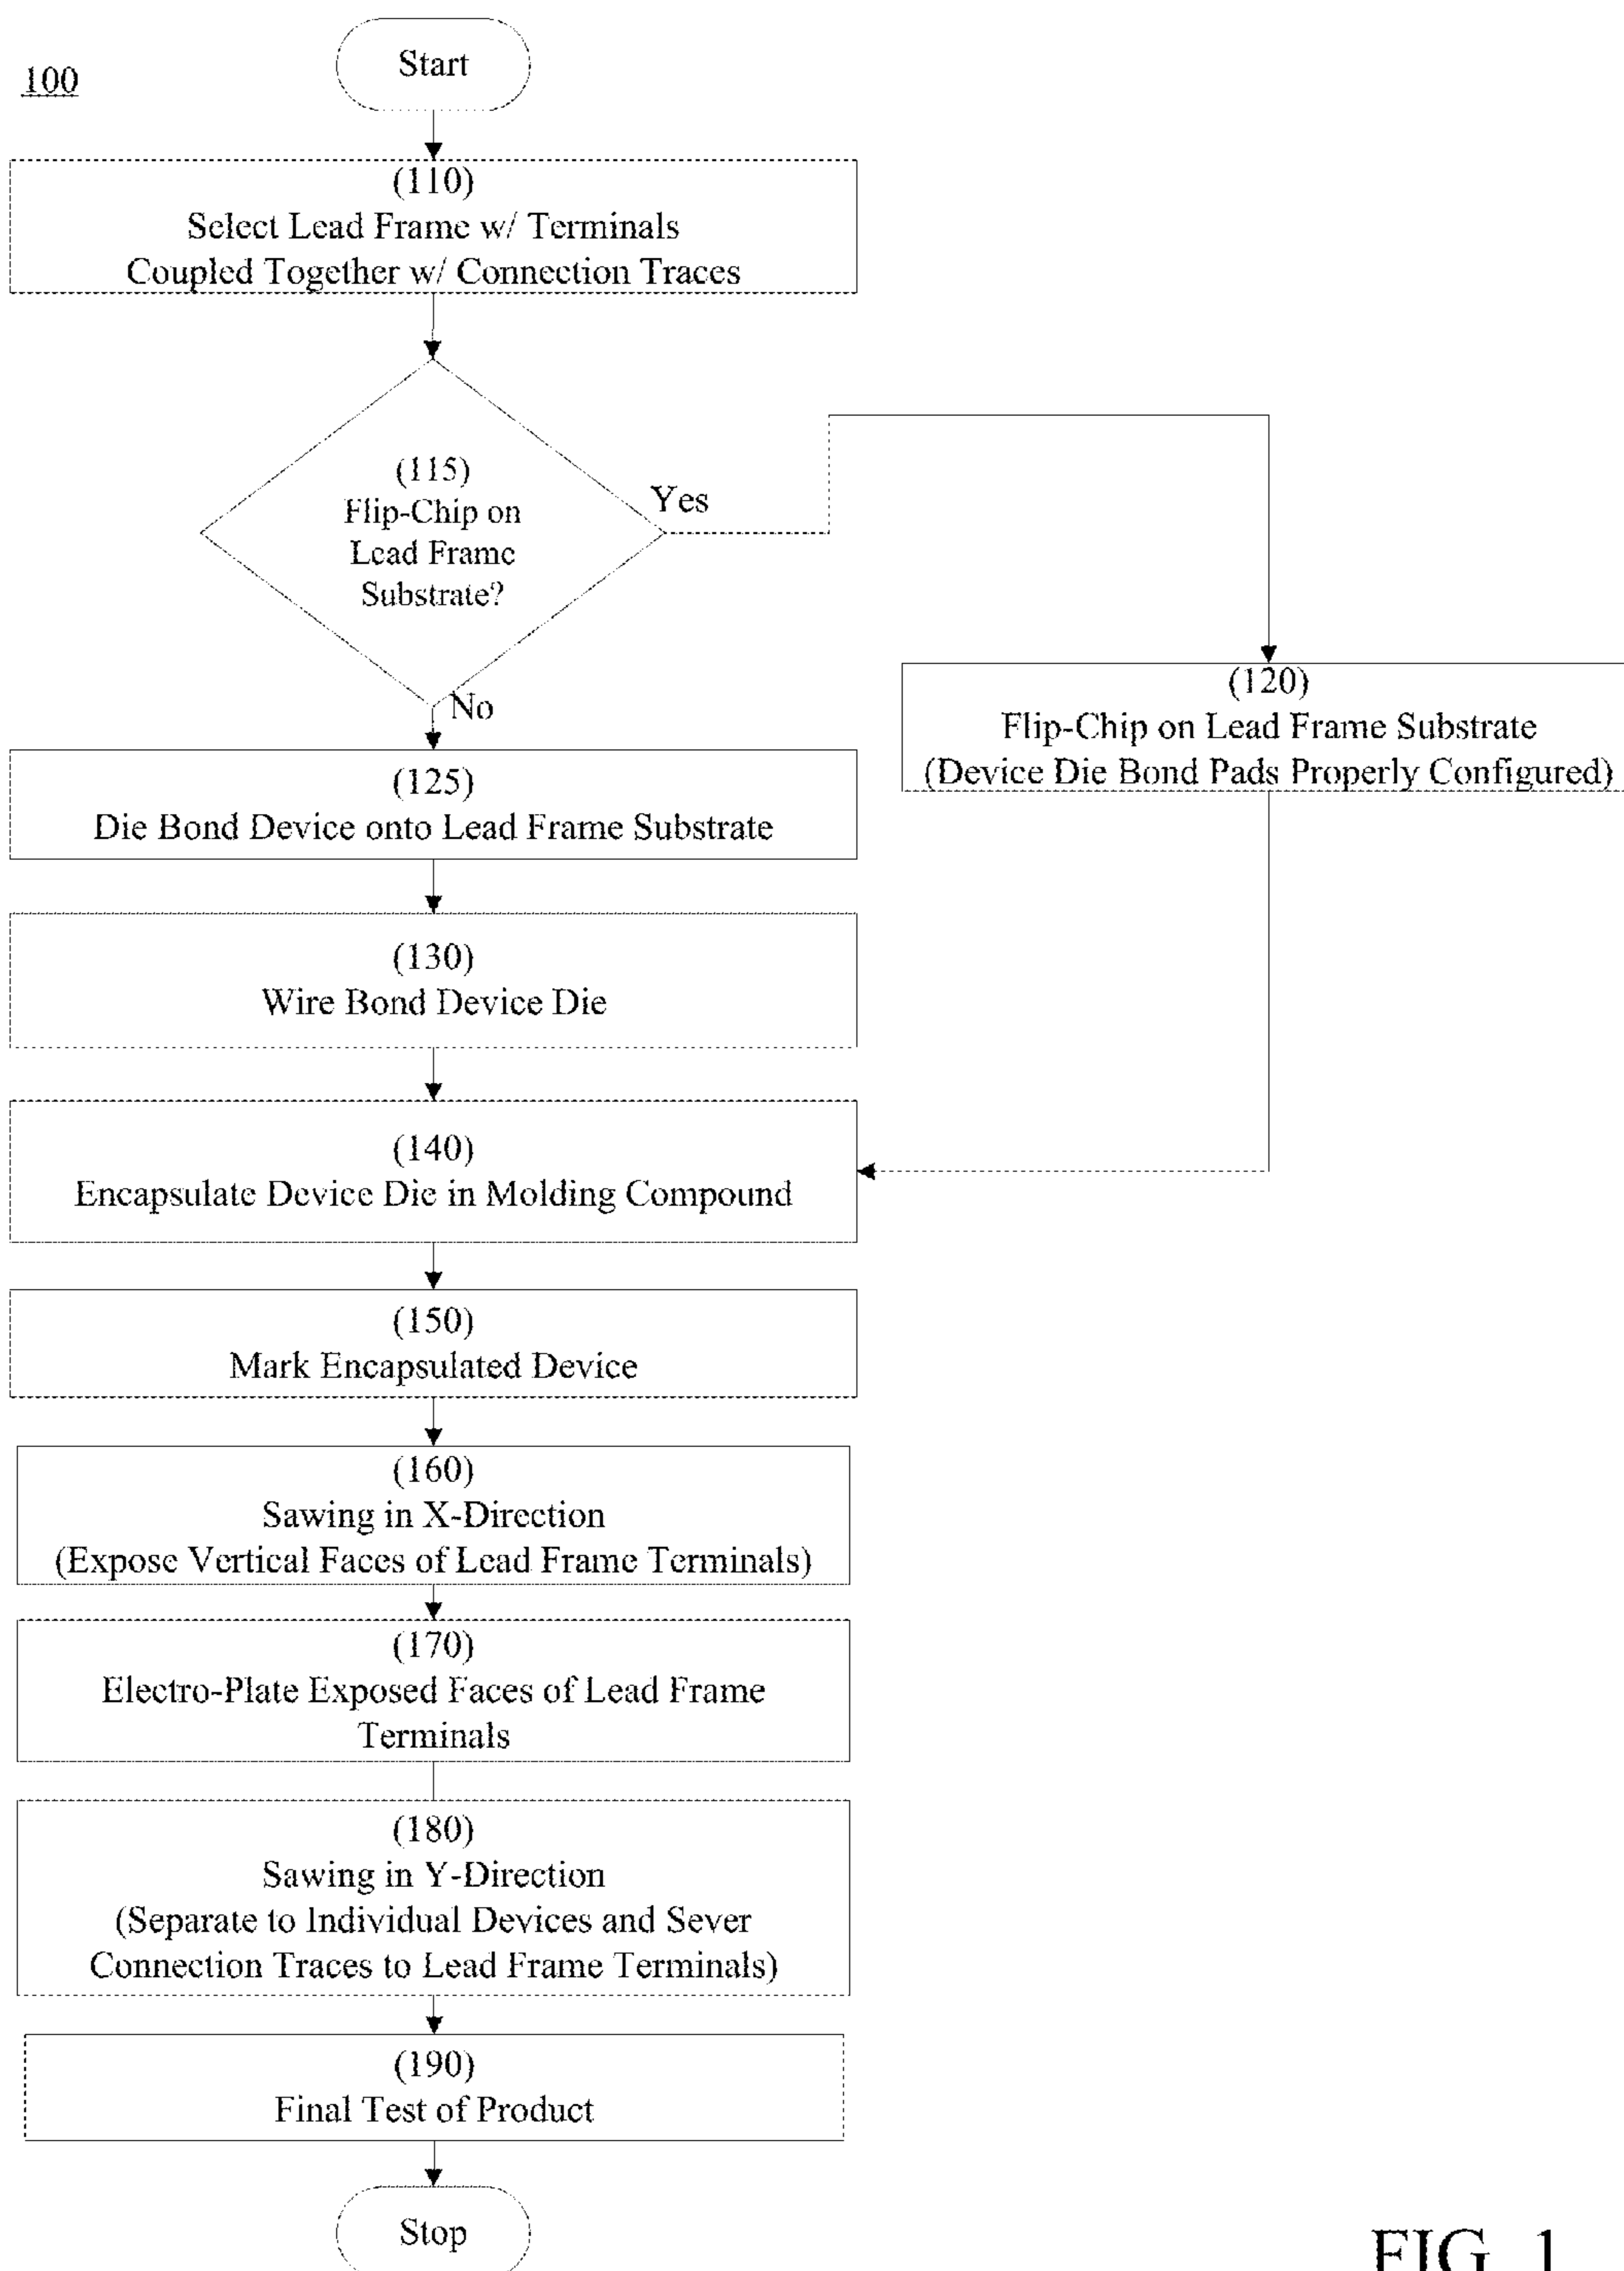 100
Start
(110)
Select Lead Frame w/ Terminals
Coupled Together w/ Connection Traces
(115)
Flip-Chip on
Lead Frame
Substrate?
Yes
No
(120)
Flip-Chip on Lead Frame Substrate
(Device Die Bond Pads Properly Configured)
(125)
Die Bond Device onto Lead Frame Substrate
(130)
Wire Bond Device Die
(140)
Encapsulate Device Die in Molding Compound
(150)
Mark Encapsulated Device
(160)
Sawing in X-Direction
(Expose Vertical Faces of Lead Frame Terminals)
(170)
Electro-Plate Exposed Faces of Lead Frame
Terminals
(180)
Sawing in Y-Direction
(Separate to Individual Devices and Sever
Connection Traces to Lead Frame Terminals)
(190)
Final Test of Product
Stop
FIG. 1